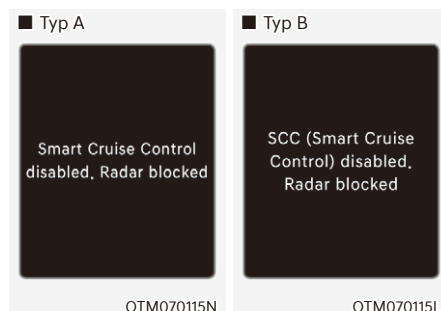 ■ Typ A
Smart Cruise Control
disabled. Radar blocked
OTM070115N
■ Typ B
SCC (Smart Cruise
Control) disabled.
Radar blocked
OTM070115L